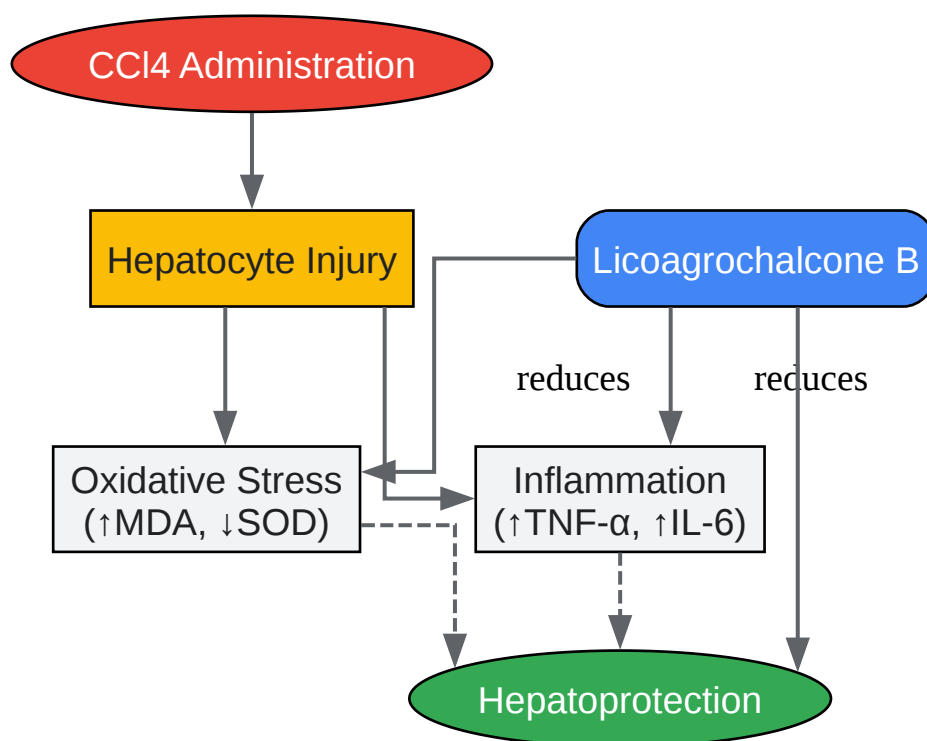 CCl4 Administration
Hepatocyte Injury
Licoagrochalcone B
reduces
reduces
Oxidative Stress
(↑MDA, ↓SOD)
Inflammation
(↑TNF-α, ↑IL-6)
Hepatoprotection